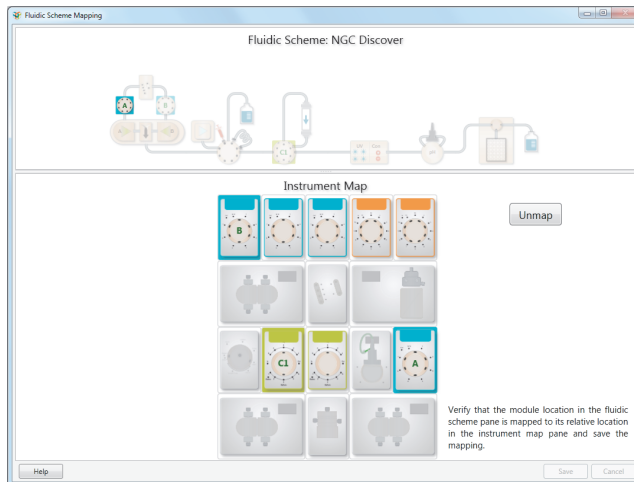 Fluidic Scheme Mapping
Fluidic Scheme: NGC Discover
A
B
C1
pH
Instrument Map
B
Unmap
C1
A
Verify that the module location in the fluidic
scheme pane is mapped to its relative location
in the instrument map pane and save the
mapping.
Help
Save
Cancel